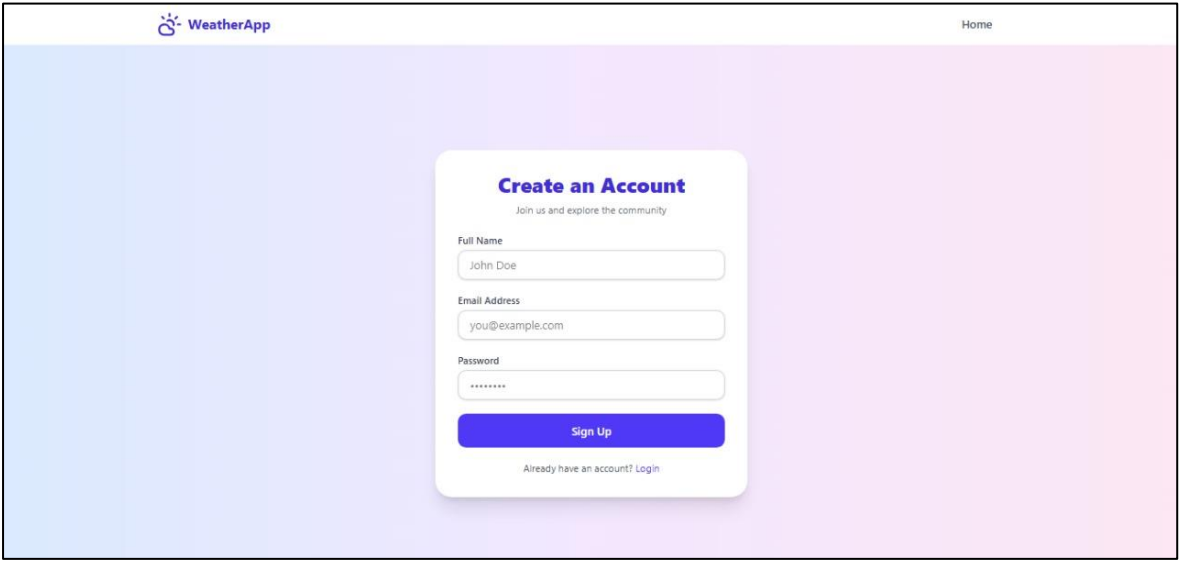 WeatherApp
Home
Create an Account
Join us and explore the community
Full Name
John Doe
Email Address
you@example.com
Password
••••••••
Sign Up
Already have an account? Login